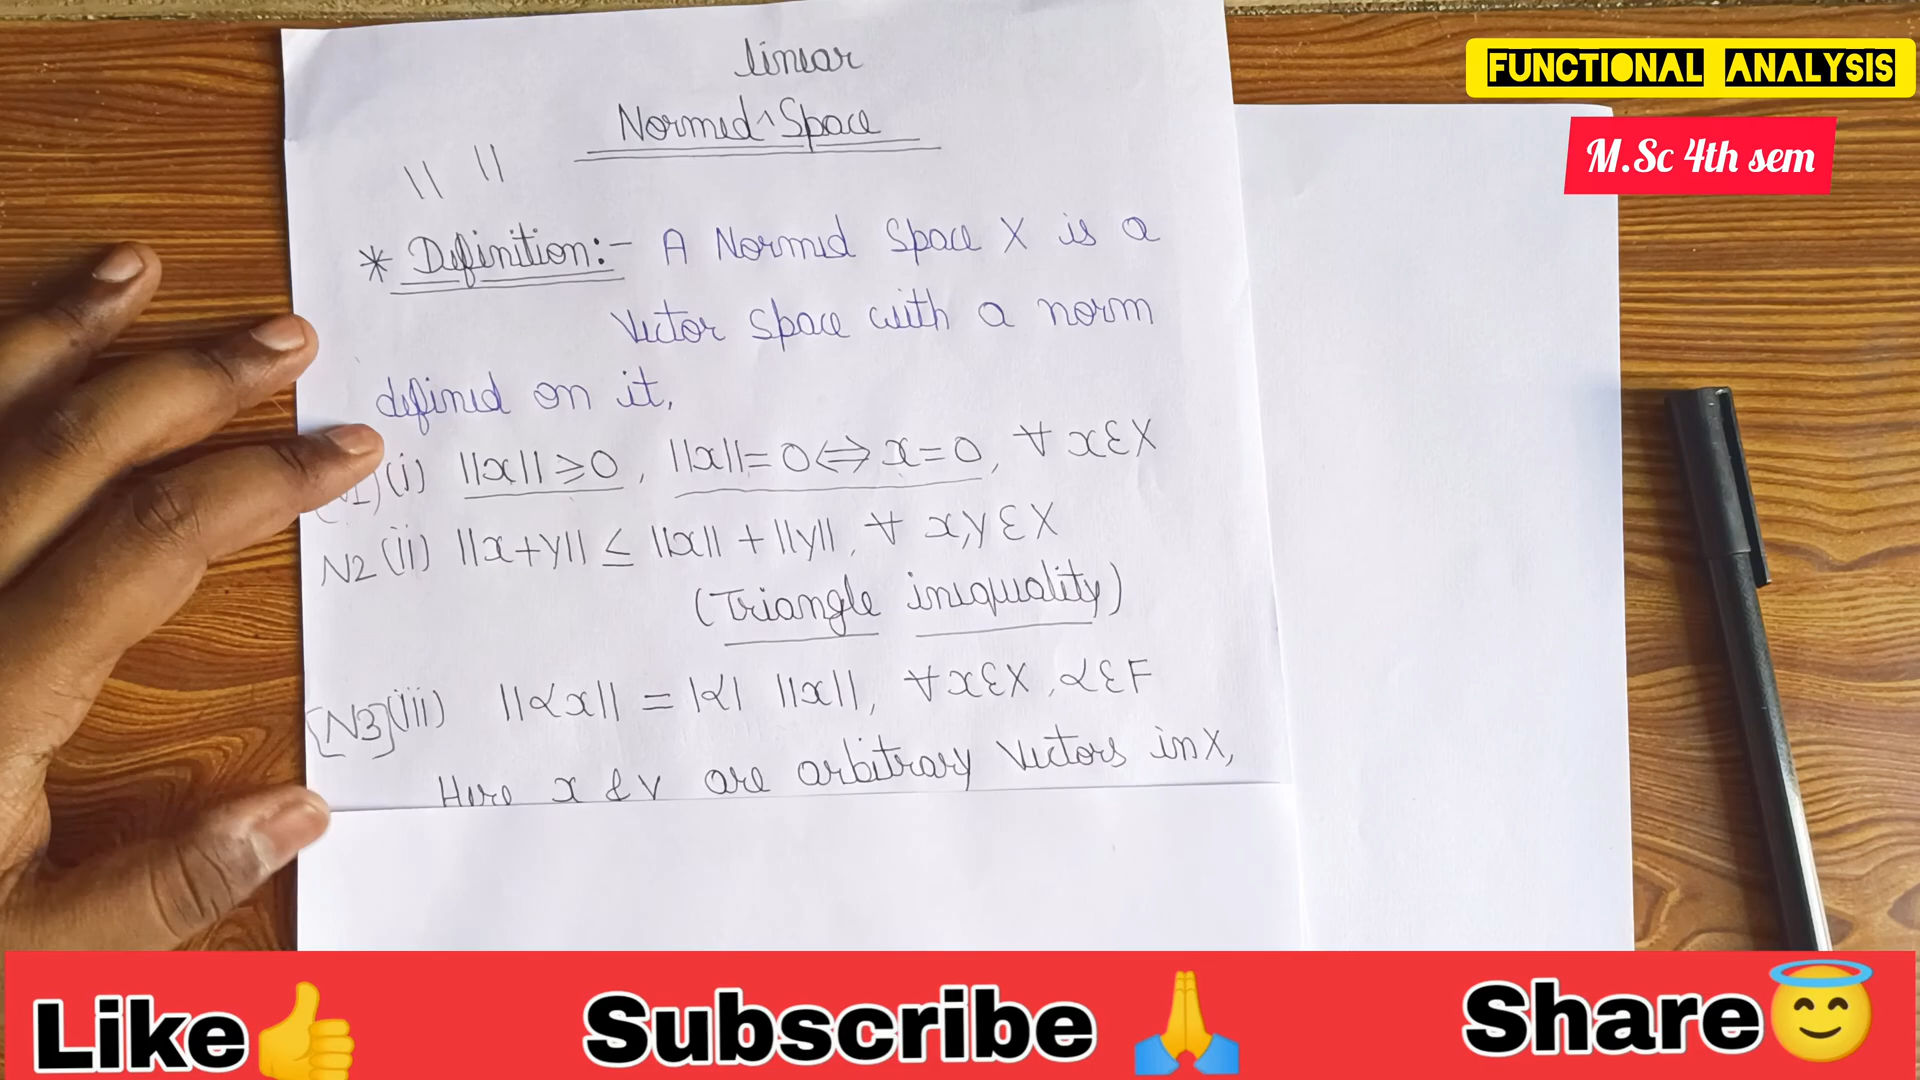 FUNCTIONAL ANALYSIS
M.Sc 4th sem
linear
Normed ^ Space
|| ||
* Definition:- A Normed Space X is a
Vector space with a norm
defined on it,
(i) ||x|| ≥ 0, ||x|| = 0 ⇔ x = 0, ∀ x ε X
N2 (ii) ||x+y|| ≤ ||x|| + ||y||, ∀ x,y ε X
(Triangle inequality)
[N3] (iii) ||αx|| = |α| ||x||, ∀ x ε X, α ε F
Here x & y are arbitrary vectors in X,
Like👍 Subscribe 🙏 Share😇